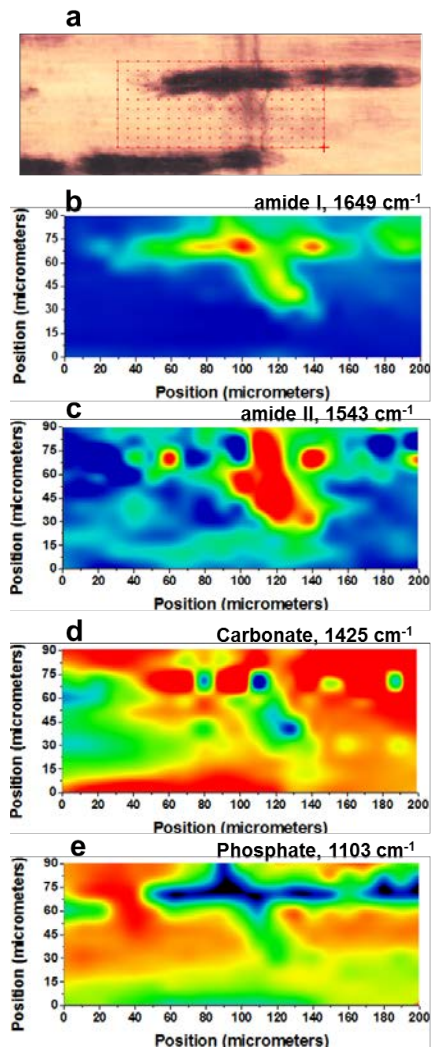 a
b
amide I, 1649 cm-1
Position (micrometers)
90
75
60
45
30
15
0
0 20 40 60 80 100 120 140 160 180 200
Position (micrometers)
c
amide II, 1543 cm-1
Position (micrometers)
90
75
60
45
30
15
0
0 20 40 60 80 100 120 140 160 180 200
Position (micrometers)
d
Carbonate, 1425 cm-1
Position (micrometers)
90
75
60
45
30
15
0
0 20 40 60 80 100 120 140 160 180 200
Position (micrometers)
e
Phosphate, 1103 cm-1
Position (micrometers)
90
75
60
45
30
15
0
0 20 40 60 80 100 120 140 160 180 200
Position (micrometers)